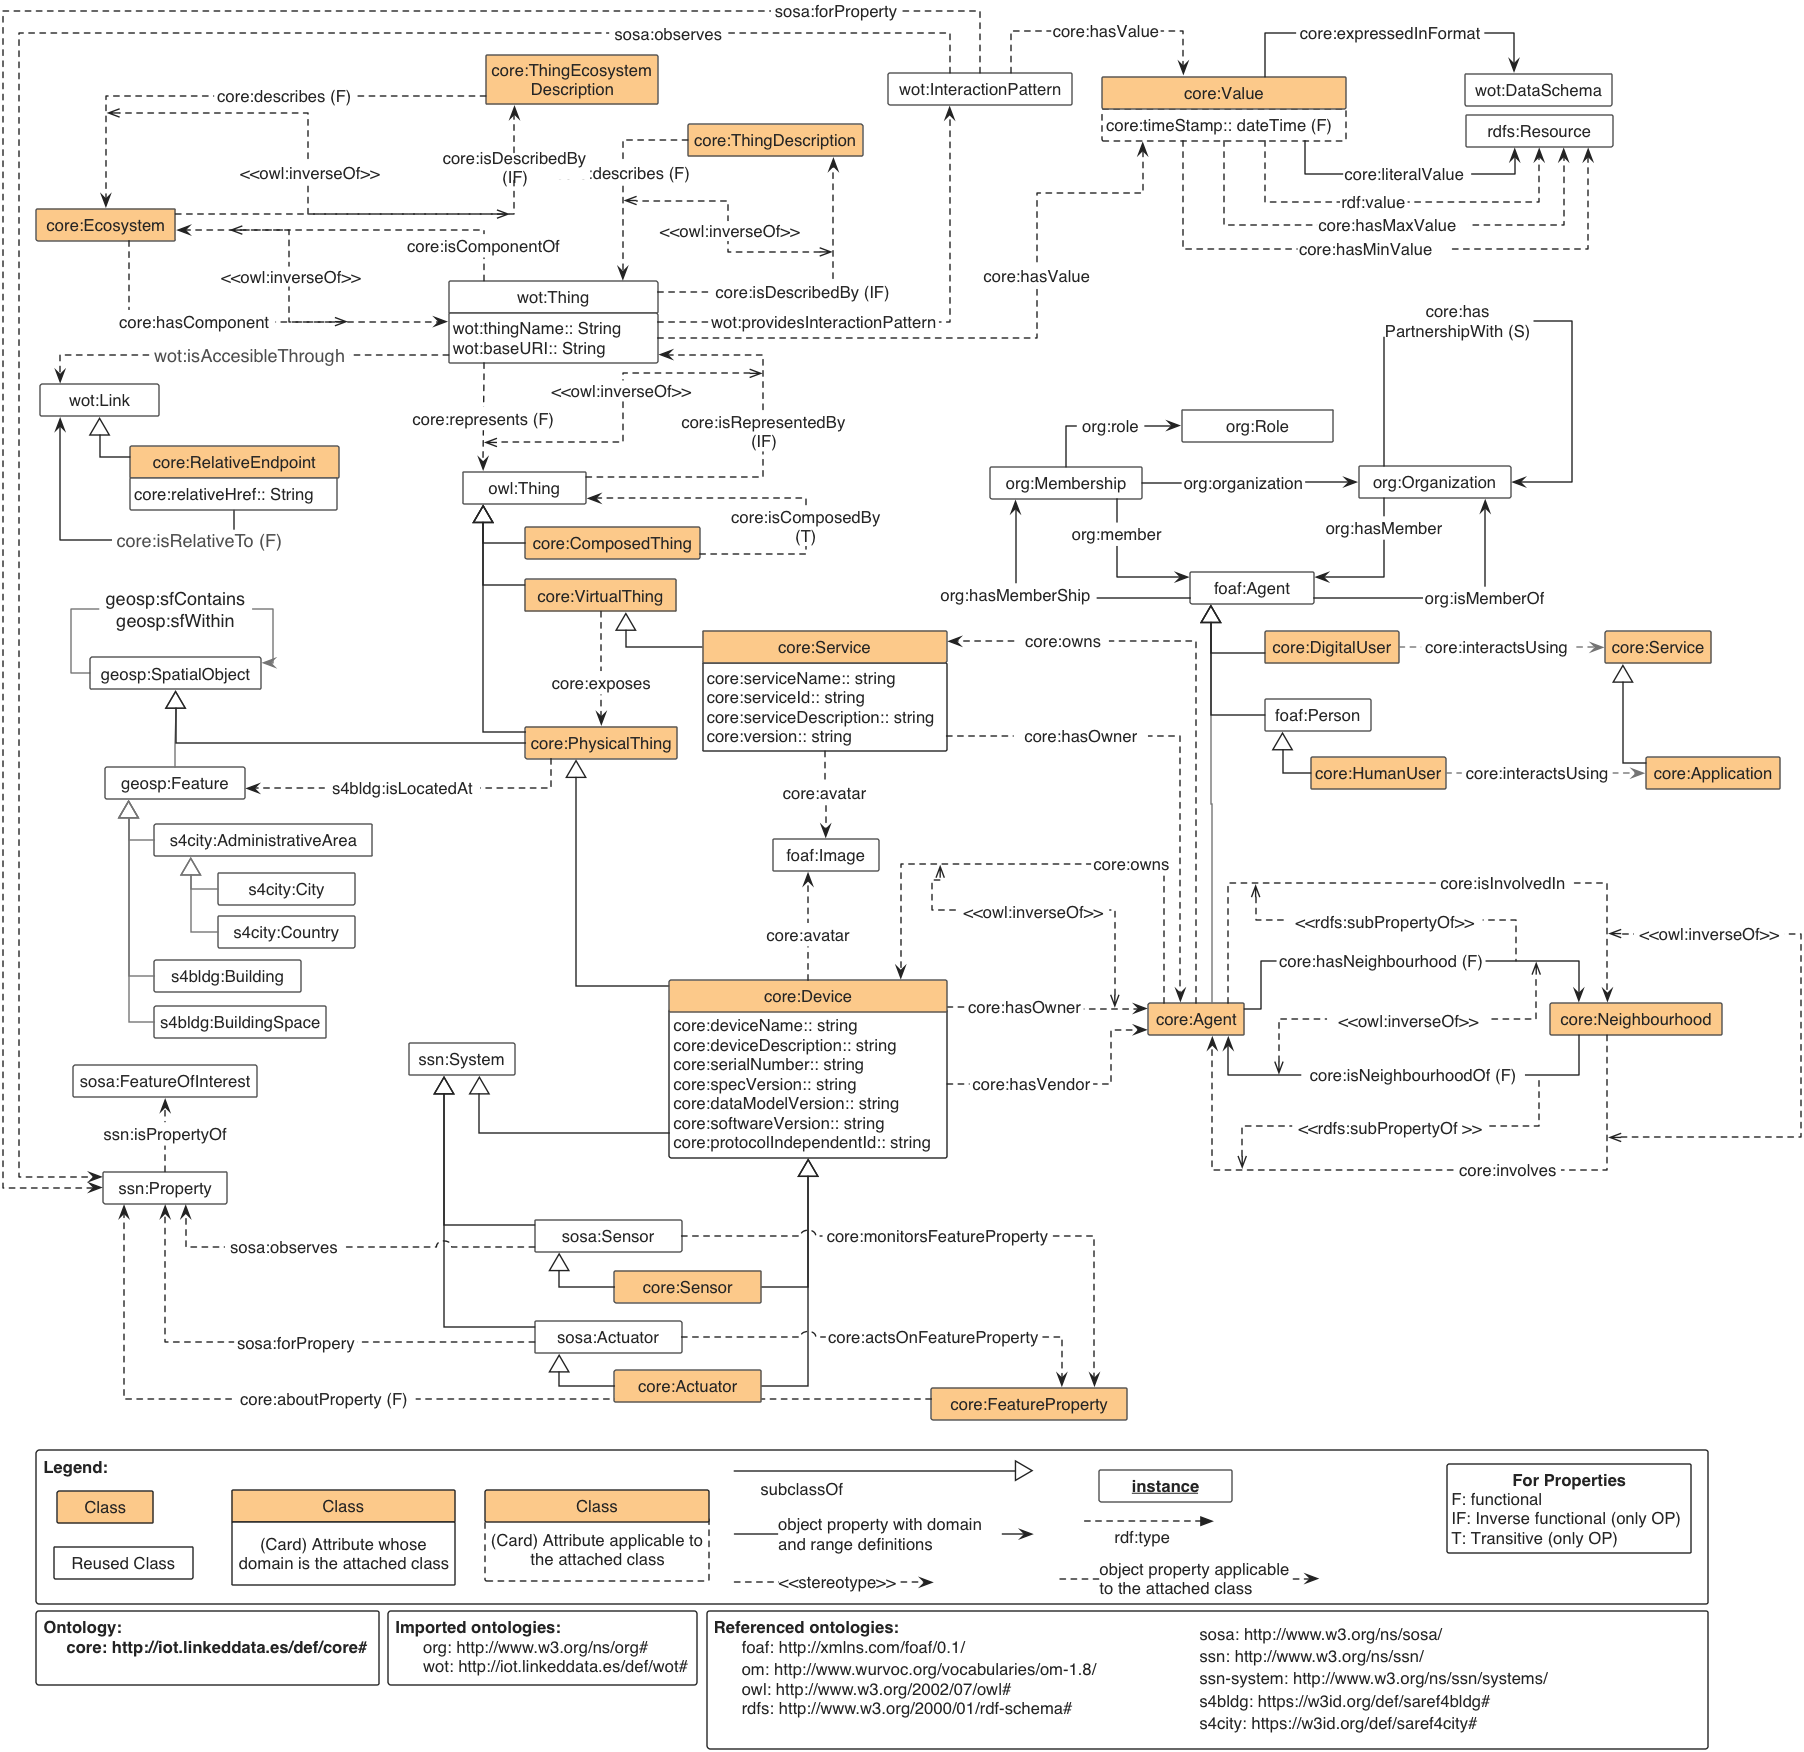 sosa:forProperty
sosa:observes
core:hasValue
core:expressedInFormat
core:ThingEcosystem
Description
wot:InteractionPattern
core:Value
wot:DataSchema
core:describes (F)
core:timeStamp:: dateTime (F)
rdfs:Resource
core:ThingDescription
core:isDescribedBy
(IF)
<<owl:inverseOf>>
:describes (F)
core:literalValue
rdf:value
core:hasMaxValue
core:hasMinValue
core:Ecosystem
<<owl:inverseOf>>
core:isComponentOf
<<owl:inverseOf>>
core:hasValue
wot:Thing
core:isDescribedBy (IF)
core:hasComponent
wot:thingName:: String
wot:baseURI:: String
wot:providesInteractionPattern
core:has
PartnershipWith (S)
wot:isAccesibleThrough
<<owl:inverseOf>>
wot:Link
core:represents (F)
core:isRepresentedBy
(IF)
org:role
org:Role
core:RelativeEndpoint
core:relativeHref:: String
owl:Thing
org:Membership
org:organization
org:Organization
core:isRelativeTo (F)
core:isComposedBy
(T)
core:ComposedThing
org:member
org:hasMember
core:VirtualThing
foaf:Agent
org:hasMemberShip
org:isMemberOf
geosp:sfContains
geosp:sfWithin
core:Service
core:owns
core:DigitalUser
core:interactsUsing
core:Service
geosp:SpatialObject
core:exposes
core:serviceName:: string
core:serviceId:: string
core:serviceDescription:: string
core:version:: string
core:hasOwner
foaf:Person
core:PhysicalThing
core:HumanUser
core:interactsUsing
core:Application
geosp:Feature
s4bldg:isLocatedAt
core:avatar
s4city:AdministrativeArea
foaf:Image
core:owns
s4city:City
core:isInvolvedIn
s4city:Country
<<owl:inverseOf>>
<<rdfs:subPropertyOf>>
<<owl:inverseOf>>
core:avatar
core:hasNeighbourhood (F)
s4bldg:Building
core:Device
core:hasOwner
core:Agent
<<owl:inverseOf>>
core:Neighbourhood
s4bldg:BuildingSpace
core:deviceName:: string
core:deviceDescription:: string
core:serialNumber:: string
core:specVersion:: string
core:dataModelVersion:: string
core:softwareVersion:: string
core:protocolIndependentId:: string
ssn:System
core:hasVendor
core:isNeighbourhoodOf (F)
sosa:FeatureOfInterest
<<rdfs:subPropertyOf >>
ssn:isPropertyOf
core:involves
ssn:Property
sosa:observes
sosa:Sensor
core:monitorsFeatureProperty
core:Sensor
sosa:forPropery
sosa:Actuator
core:actsOnFeatureProperty
core:aboutProperty (F)
core:Actuator
core:FeatureProperty
Legend:
Class
Reused Class
Class
(Card) Attribute whose
domain is the attached class
Class
(Card) Attribute applicable to
the attached class
subclassOf
object property with domain
and range definitions
<<stereotype>>
instance
rdf:type
object property applicable
to the attached class
For Properties
F: functional
IF: Inverse functional (only OP)
T: Transitive (only OP)
Ontology:
core: http://iot.linkeddata.es/def/core#
Imported ontologies:
org: http://www.w3.org/ns/org#
wot: http://iot.linkeddata.es/def/wot#
Referenced ontologies:
foaf: http://xmlns.com/foaf/0.1/
om: http://www.wurvoc.org/vocabularies/om-1.8/
owl: http://www.w3.org/2002/07/owl#
rdfs: http://www.w3.org/2000/01/rdf-schema#
sosa: http://www.w3.org/ns/sosa/
ssn: http://www.w3.org/ns/ssn/
ssn-system: http://www.w3.org/ns/ssn/systems/
s4bldg: https://w3id.org/def/saref4bldg#
s4city: https://w3id.org/def/saref4city#